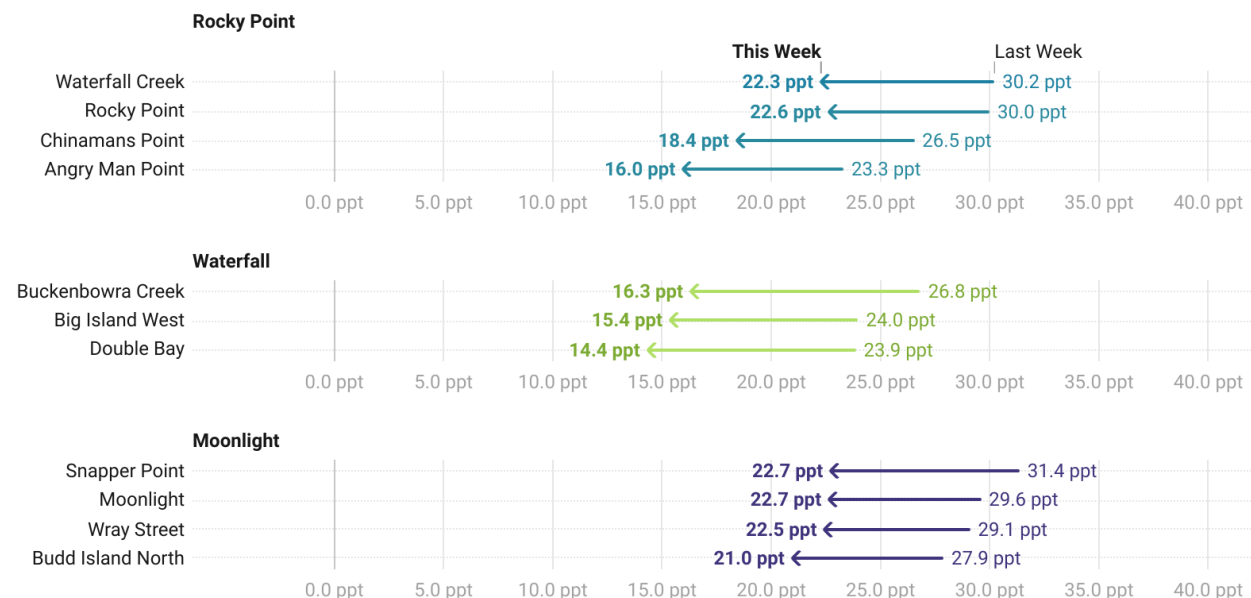 Rocky Point
This Week Last Week
Waterfall Creek 22.3 ppt 30.2 ppt
Rocky Point 22.6 ppt 30.0 ppt
Chinamans Point 18.4 ppt 26.5 ppt
Angry Man Point 16.0 ppt 23.3 ppt
0.0 ppt 5.0 ppt 10.0 ppt 15.0 ppt 20.0 ppt 25.0 ppt 30.0 ppt 35.0 ppt 40.0 ppt
Waterfall
Buckenbowra Creek 16.3 ppt 26.8 ppt
Big Island West 15.4 ppt 24.0 ppt
Double Bay 14.4 ppt 23.9 ppt
0.0 ppt 5.0 ppt 10.0 ppt 15.0 ppt 20.0 ppt 25.0 ppt 30.0 ppt 35.0 ppt 40.0 ppt
Moonlight
Snapper Point 22.7 ppt 31.4 ppt
Moonlight 22.7 ppt 29.6 ppt
Wray Street 22.5 ppt 29.1 ppt
Budd Island North 21.0 ppt 27.9 ppt
0.0 ppt 5.0 ppt 10.0 ppt 15.0 ppt 20.0 ppt 25.0 ppt 30.0 ppt 35.0 ppt 40.0 ppt